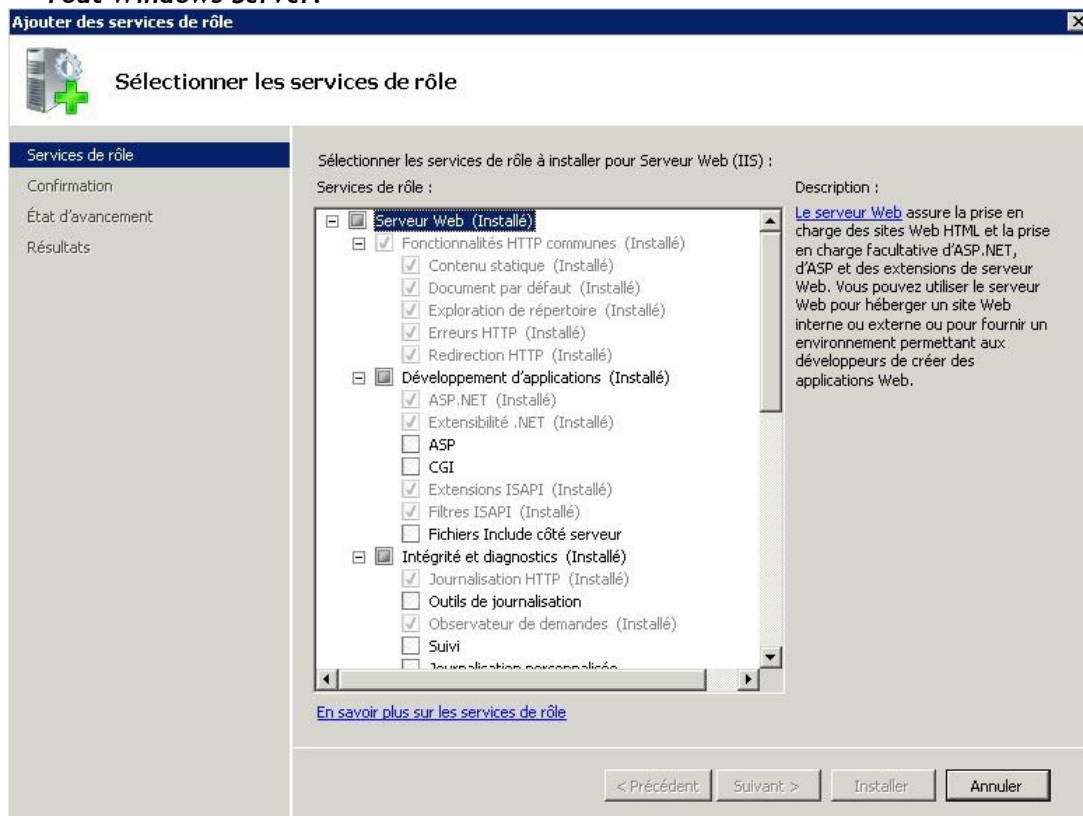 Tout Windows Server.
Ajouter des services de rôle
Sélectionner les services de rôle
Services de rôle
Confirmation
État d'avancement
Résultats
Sélectionner les services de rôle à installer pour Serveur Web (IIS) :
Services de rôle :
Serveur Web (Installé)
Fonctionnalités HTTP communes (Installé)
Contenu statique (Installé)
Document par défaut (Installé)
Exploration de répertoire (Installé)
Erreurs HTTP (Installé)
Redirection HTTP (Installé)
Développement d'applications (Installé)
ASP.NET (Installé)
Extensibilité .NET (Installé)
ASP
CGI
Extensions ISAPI (Installé)
Filtres ISAPI (Installé)
Fichiers Include côté serveur
Intégrité et diagnostics (Installé)
Journalisation HTTP (Installé)
Outils de journalisation
Observateur de demandes (Installé)
Suivi
Journalisation personnalisée
Description :
Le serveur Web assure la prise en
charge des sites Web HTML et la prise
en charge facultative d'ASP.NET,
d'ASP et des extensions de serveur
Web. Vous pouvez utiliser le serveur
Web pour héberger un site Web
interne ou externe ou pour fournir un
environnement permettant aux
développeurs de créer des
applications Web.
En savoir plus sur les services de rôle
< Précédent
Suivant >
Installer
Annuler